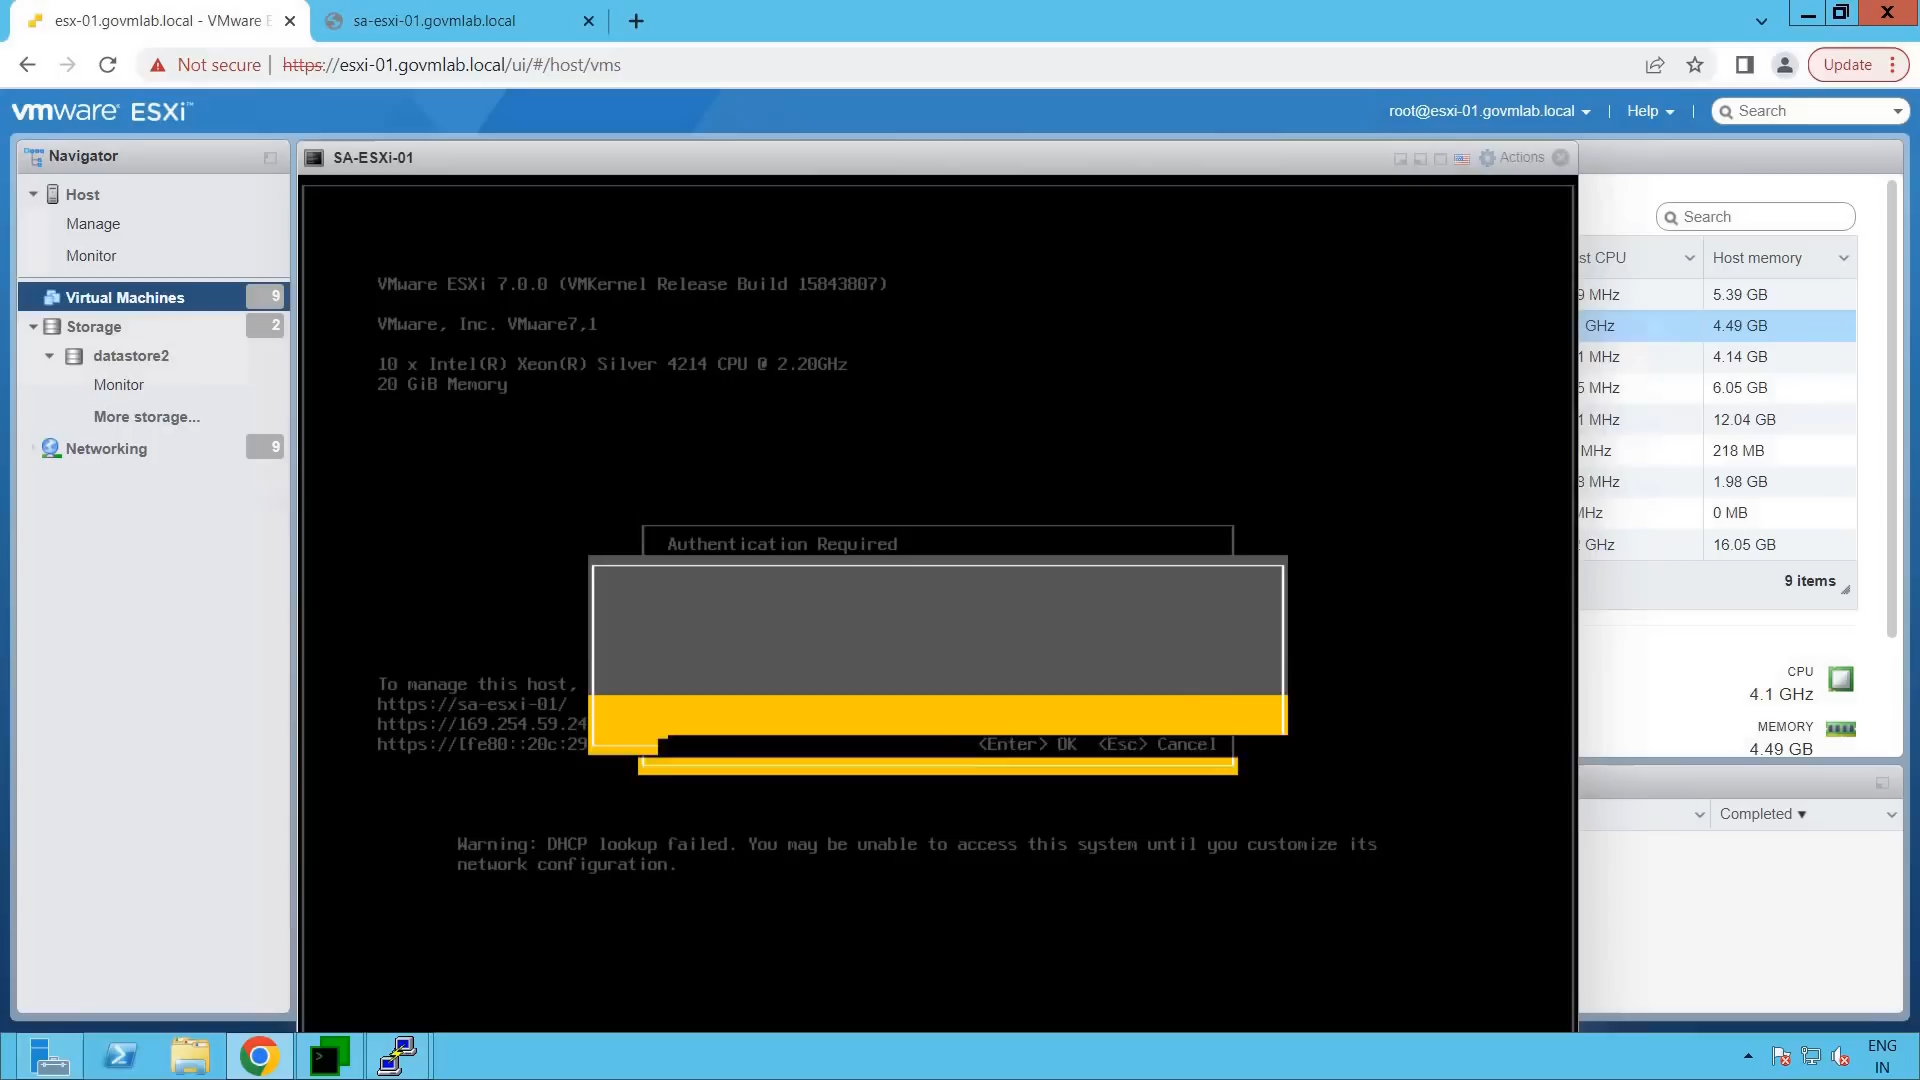 esx-01.govmlab.local - VMware E
sa-esxi-01.govmlab.local
Not secure
https://esxi-01.govmlab.local/ui/#/host/vms
Update
vmware ESXi™
root@esxi-01.govmlab.local
Help
Search
Navigator
SA-ESXi-01
Actions
Host
Manage
Monitor
Virtual Machines
9
Storage
2
datastore2
Monitor
More storage...
Networking
9
VMware ESXi 7.0.0 (VMKernel Release Build 15843807)
VMware, Inc. VMware7,1
10 x Intel(R) Xeon(R) Silver 4214 CPU @ 2.20GHz
20 GiB Memory
Authentication Required
To manage this host,
https://sa-esxi-01/
https://169.254.59.24
https://[fe80::20c:29
<Enter> OK <Esc> Cancel
Warning: DHCP lookup failed. You may be unable to access this system until you customize its
network configuration.
Search
st CPU
Host memory
9 MHz
5.39 GB
GHz
4.49 GB
1 MHz
4.14 GB
5 MHz
6.05 GB
1 MHz
12.04 GB
MHz
218 MB
8 MHz
1.98 GB
MHz
0 MB
GHz
16.05 GB
9 items
CPU
4.1 GHz
MEMORY
4.49 GB
Completed ▼
ENG
IN